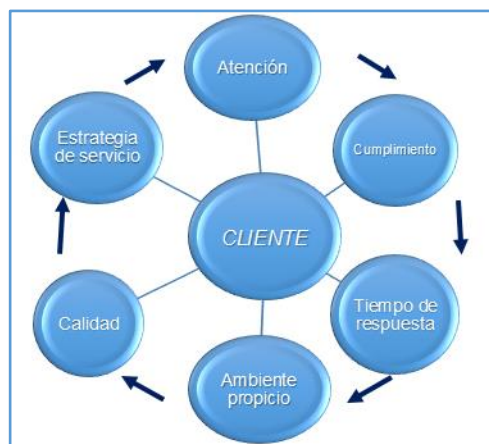 Atención
Cumplimiento
Tiempo de
respuesta
Ambiente
propicio
Calidad
Estrategia
de servicio
CLIENTE